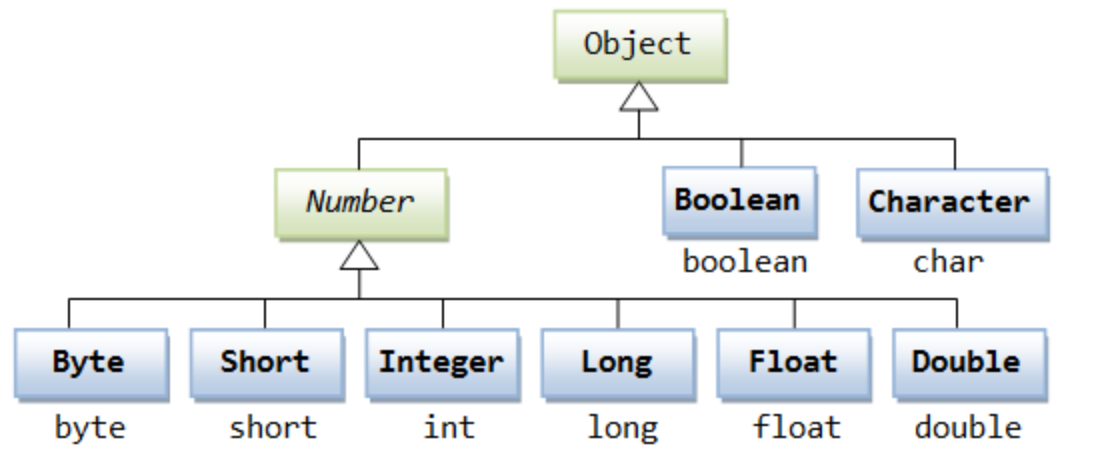 Object
Number
Boolean
Character
boolean
char
Byte
Short
Integer
Long
Float
Double
byte
short
int
long
float
double